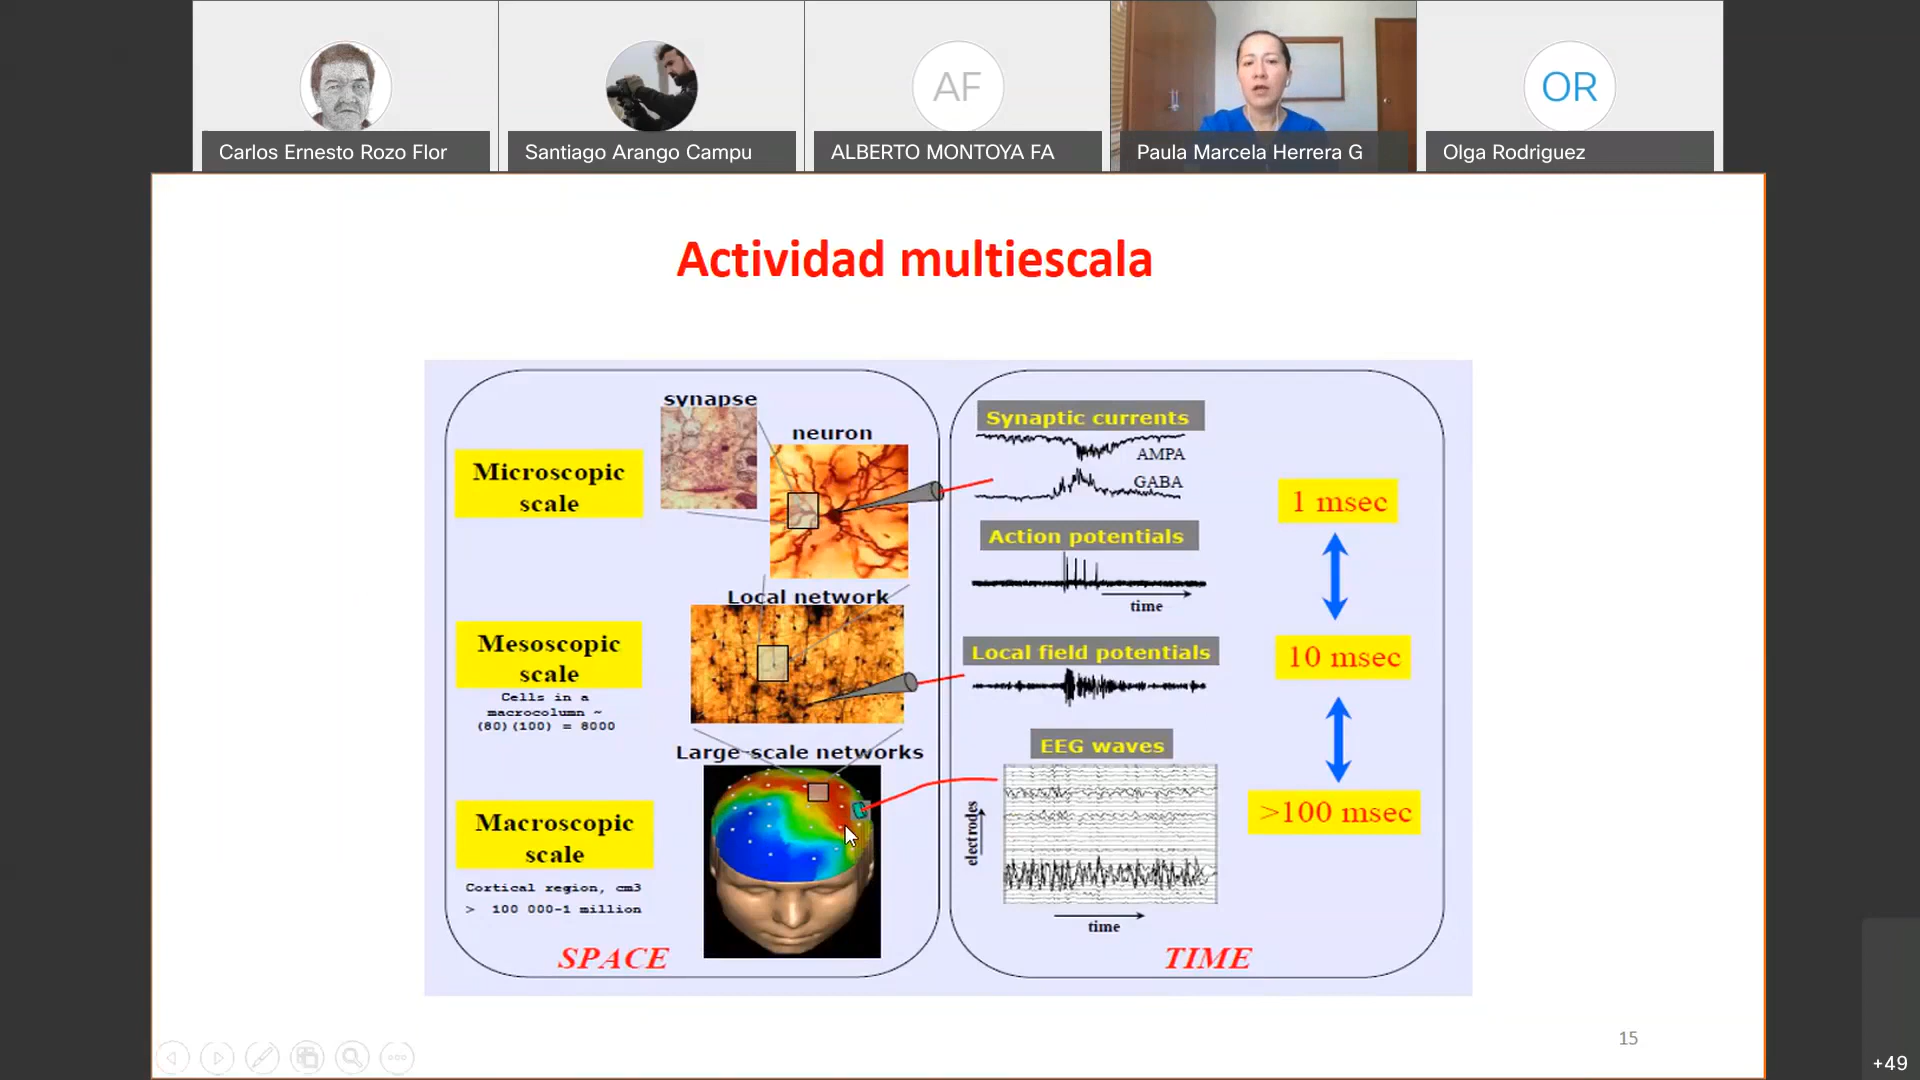 AF
OR
Carlos Ernesto Rozo Flor
Santiago Arango Campu
ALBERTO MONTOYA FA
Paula Marcela Herrera G
Olga Rodriguez
Actividad multiescala
synapse
neuron
Microscopic
scale
Local network
Mesoscopic
scale
Cells in a
macrocolumn ~
(80)(100) = 8000
Large-scale networks
Macroscopic
scale
Cortical region, cm3
> 100 000-1 million
SPACE
Synaptic currents
AMPA
GABA
Action potentials
time
Local field potentials
EEG waves
electrodes
time
TIME
1 msec
10 msec
>100 msec
15
+49